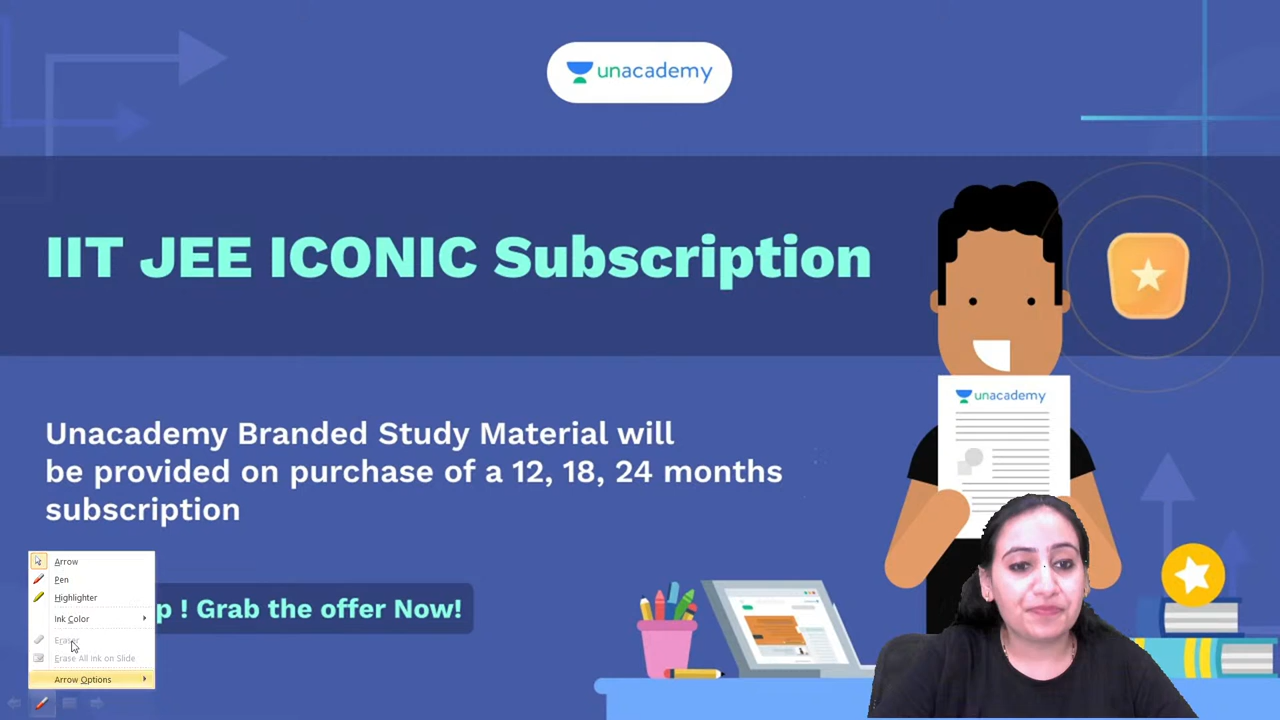 unacademy
IIT JEE ICONIC Subscription
unacademy
Unacademy Branded Study Material will
be provided on purchase of a 12, 18, 24 months
subscription
p ! Grab the offer Now!
Arrow
Pen
Highlighter
Ink Color
Eraser
Erase All Ink on Slide
Arrow Options